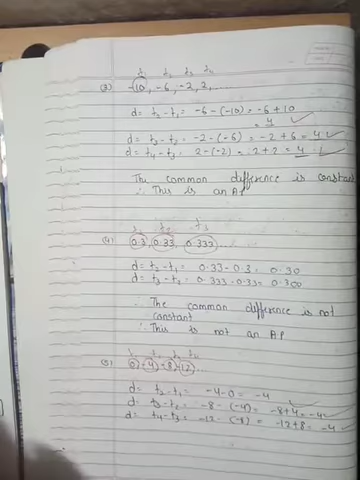 t₁ t₂ t₃ t₄
(3) -10, -6, -2, 2, ......
d = t₂ - t₁ = -6 - (-10) = -6 + 10
= 4
d = t₃ - t₂ = -2 - (-6) = -2 + 6 = 4
d = t₄ - t₃ = 2 - (-2) = 2 + 2 = 4
The common difference is constant
∴ This is an AP
t₁ t₂ t₃
(4) 0.3, 0.33, 0.333 .....
d = t₂ - t₁ = 0.33 - 0.3 = 0.30
d = t₃ - t₂ = 0.333 - 0.33 = 0.300
∴ The common difference is not
constant
∴ This is not an AP
t₁ t₂ t₃ t₄
(5) 0, -4, -8, -12, ...
d = t₂ - t₁ = -4 - 0 = -4
d = t₃ - t₂ = -8 - (-4) = -8 + 4 = -4
d = t₄ - t₃ = -12 - (-8) = -12 + 8 = -4